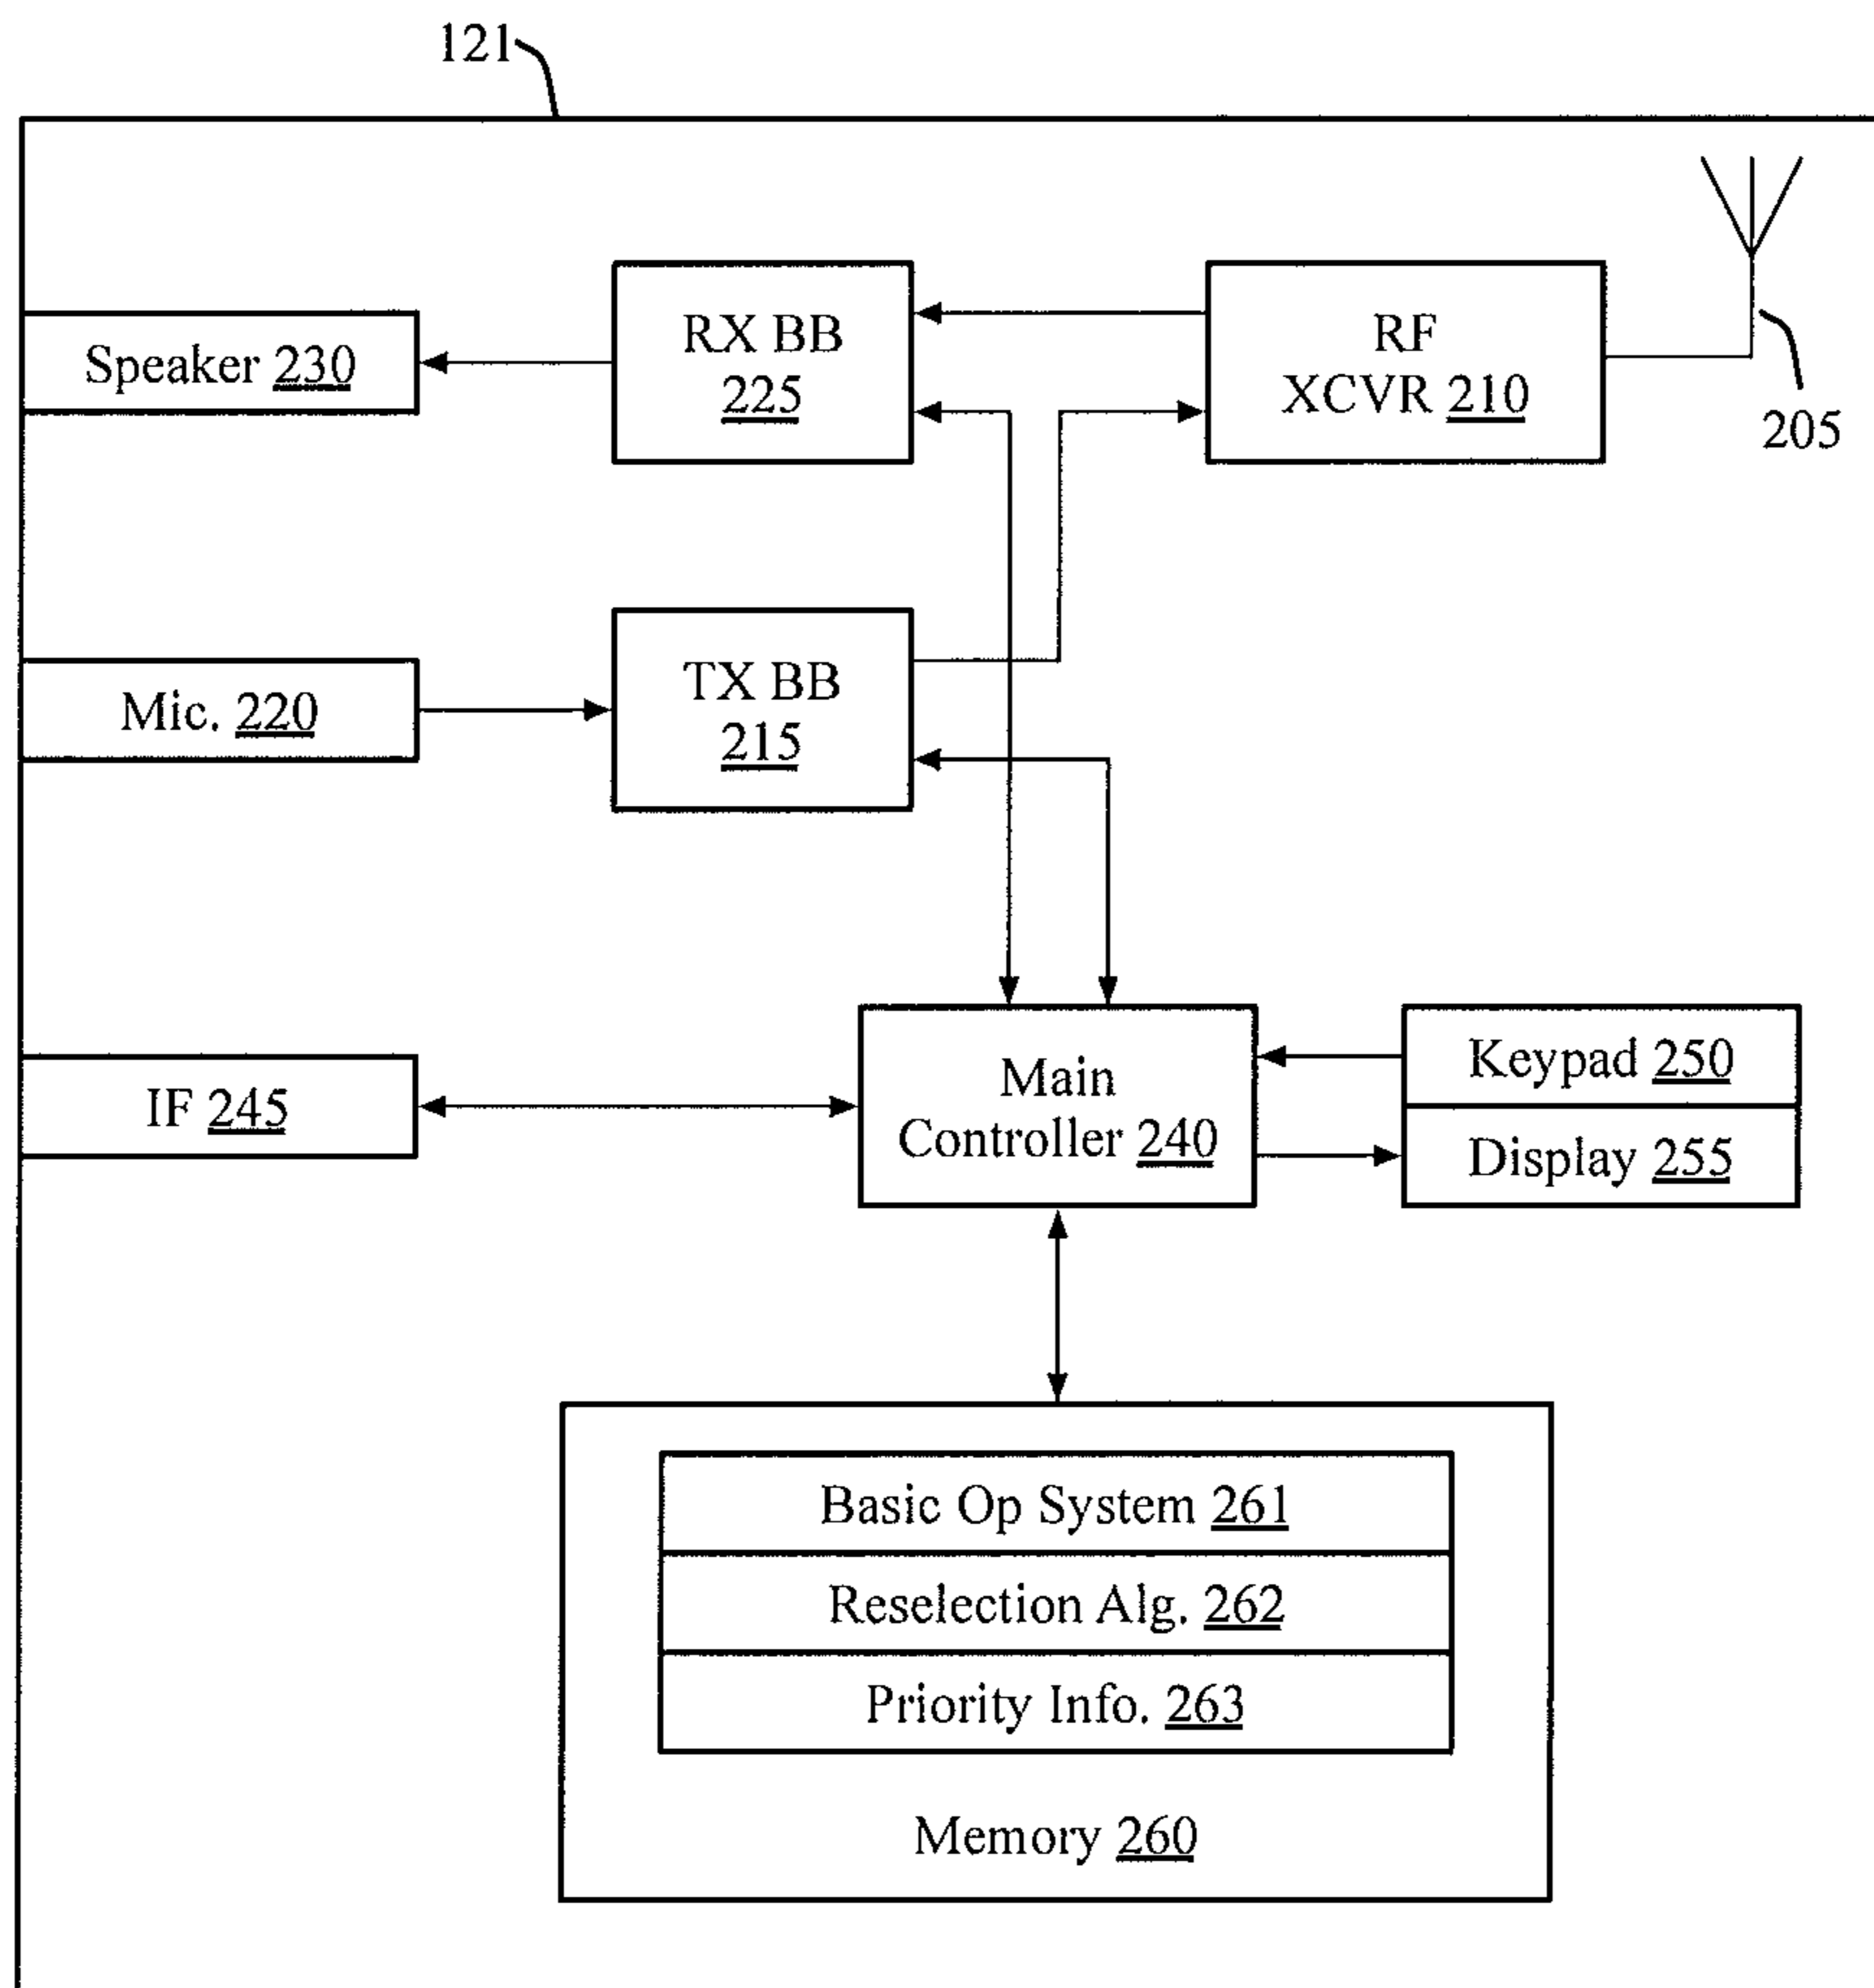 121
RX BB
225
RF
XCVR 210
Speaker 230
205
TX BB
215
Mic. 220
Main
Controller 240
Keypad 250
IF 245
Display 255
Basic Op System 261
Reselection Alg. 262
Priority Info. 263
Memory 260